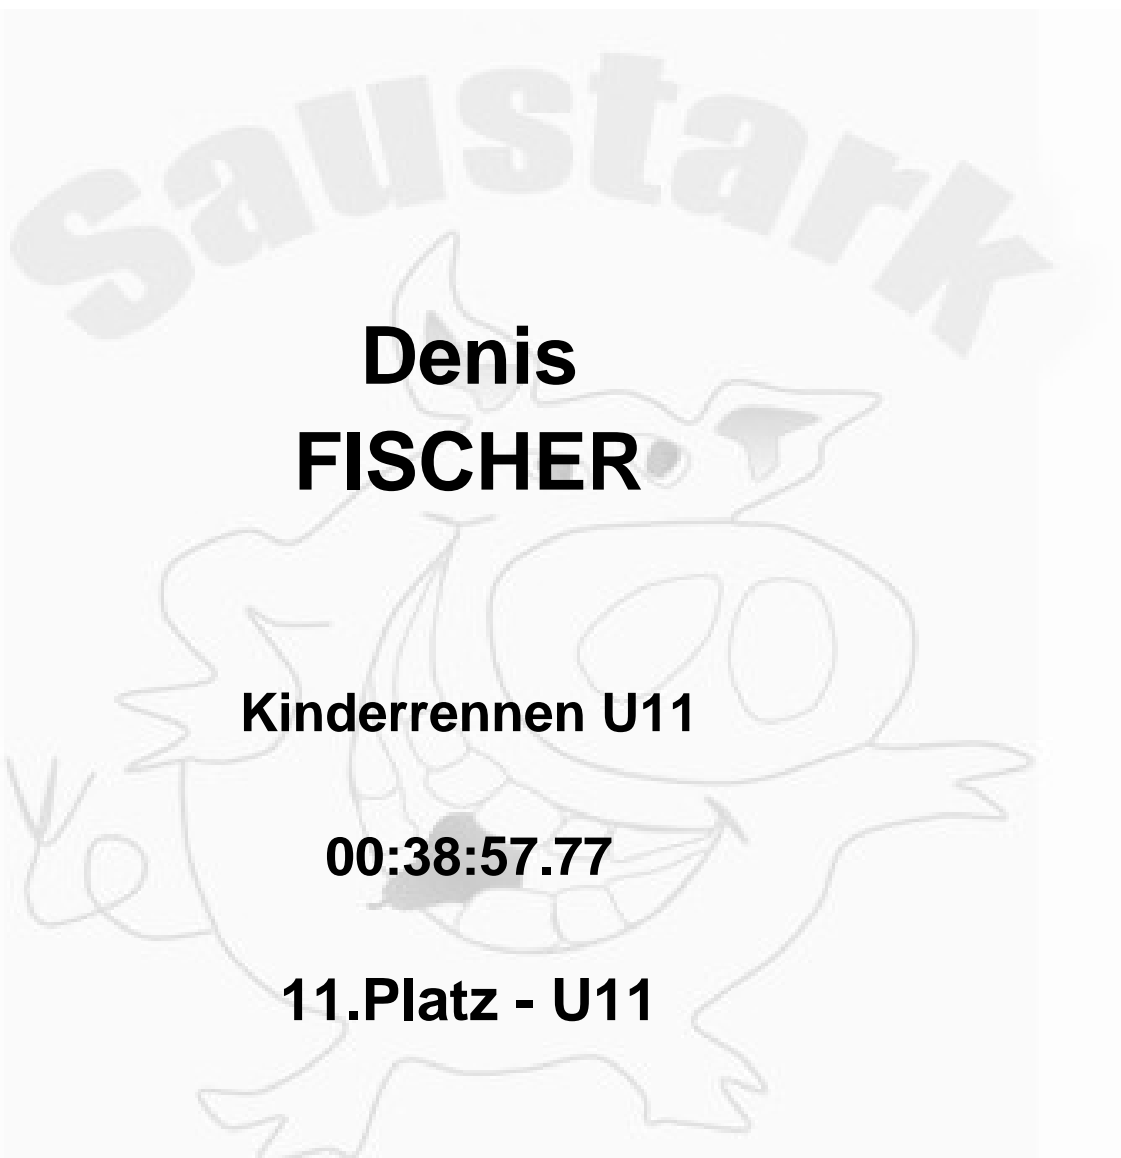 Saustark
Denis
FISCHER
Kinderrennen U11
00:38:57.77
11.Platz - U11